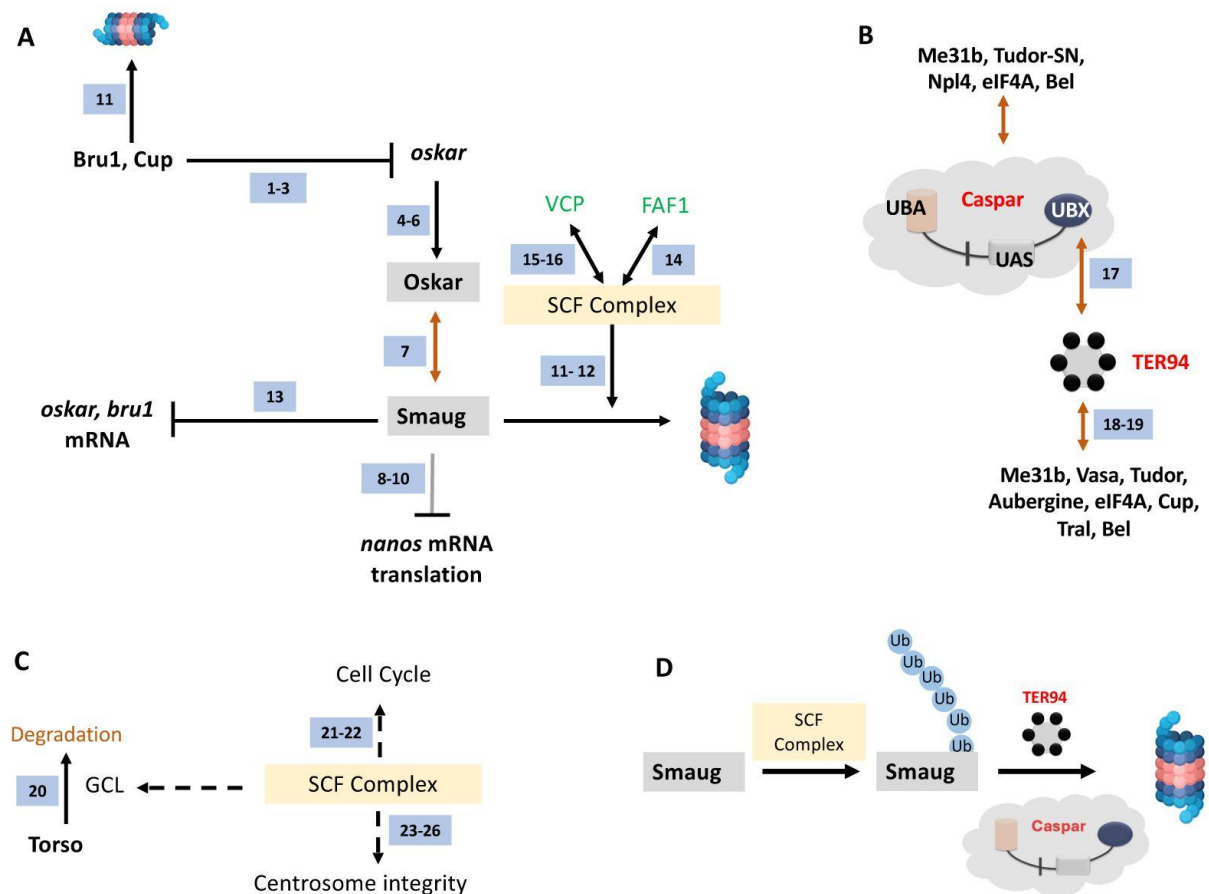 A
11
Bru1, Cup
1-3
oskar
4-6
Oskar
7
VCP
FAF1
15-16
14
SCF Complex
11- 12
oskar, bru1
mRNA
13
Smaug
8-10
nanos mRNA
translation
B
Me31b, Tudor-SN,
Npl4, eIF4A, Bel
UBA
Caspar
UBX
UAS
17
TER94
18-19
Me31b, Vasa, Tudor,
Aubergine, eIF4A, Cup,
Tral, Bel
C
Cell Cycle
21-22
Degradation
20
GCL
SCF Complex
Torso
23-26
Centrosome integrity
D
Smaug
SCF
Complex
Ub
Ub
Ub
Ub
Ub
Ub
Smaug
TER94
Caspar